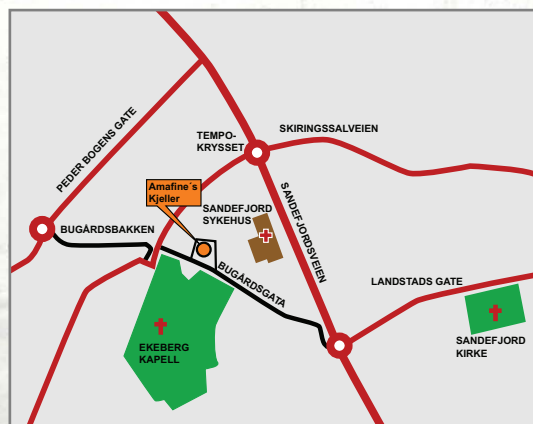 PEDER BOGENS GATE
TEMPO-
KRYSSET
SKIRINGSSALVEIEN
Amafine´s
Kjeller
SANDEFJORD
SYKEHUS
SANDEFJORDSVEIEN
BUGÅRDSBAKKEN
BUGÅRDSGATA
LANDSTADS GATE
EKEBERG
KAPELL
SANDEFJORD
KIRKE